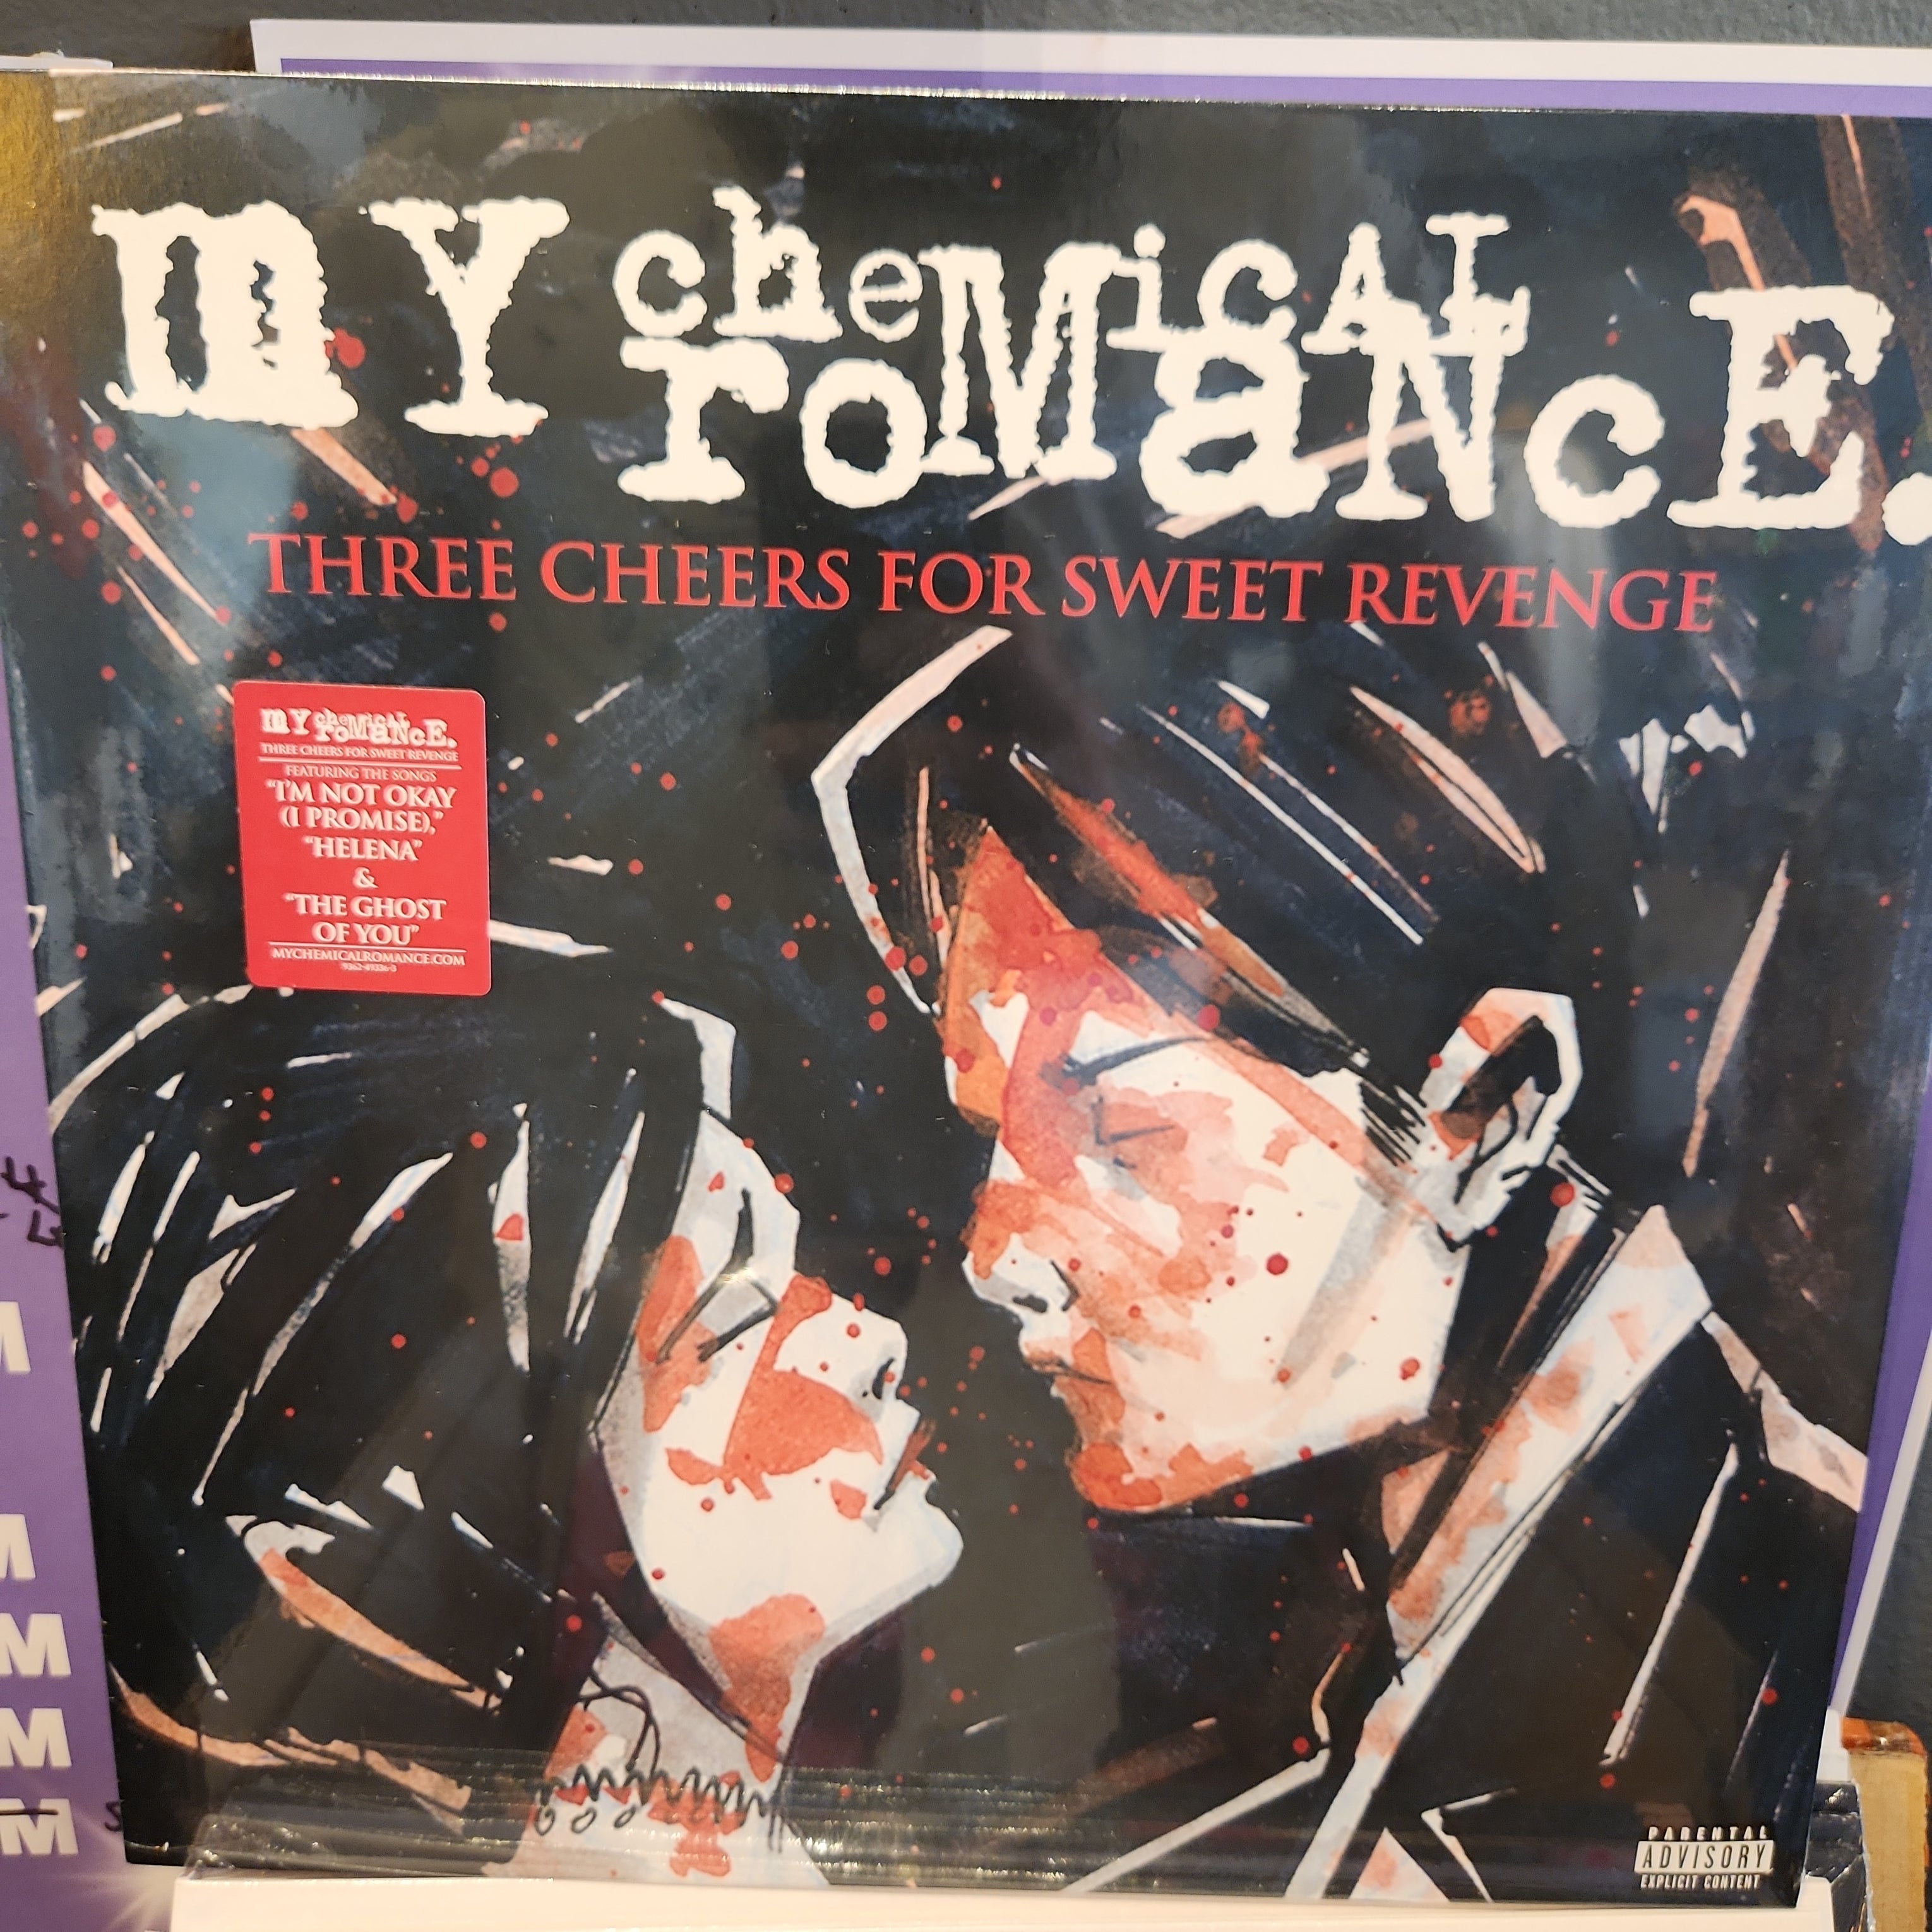 mY cheMicAL
roMaNcE.
THREE CHEERS FOR SWEET REVENGE
mY cheMicAL
roMaNcE.
THREE CHEERS FOR SWEET REVENGE
FEATURING THE SONGS
"I'M NOT OKAY
(I PROMISE),"
"HELENA"
&
"THE GHOST
OF YOU"
MYCHEMICALROMANCE.COM
M
M
M
M
M
PARENTAL
ADVISORY
EXPLICIT CONTENT